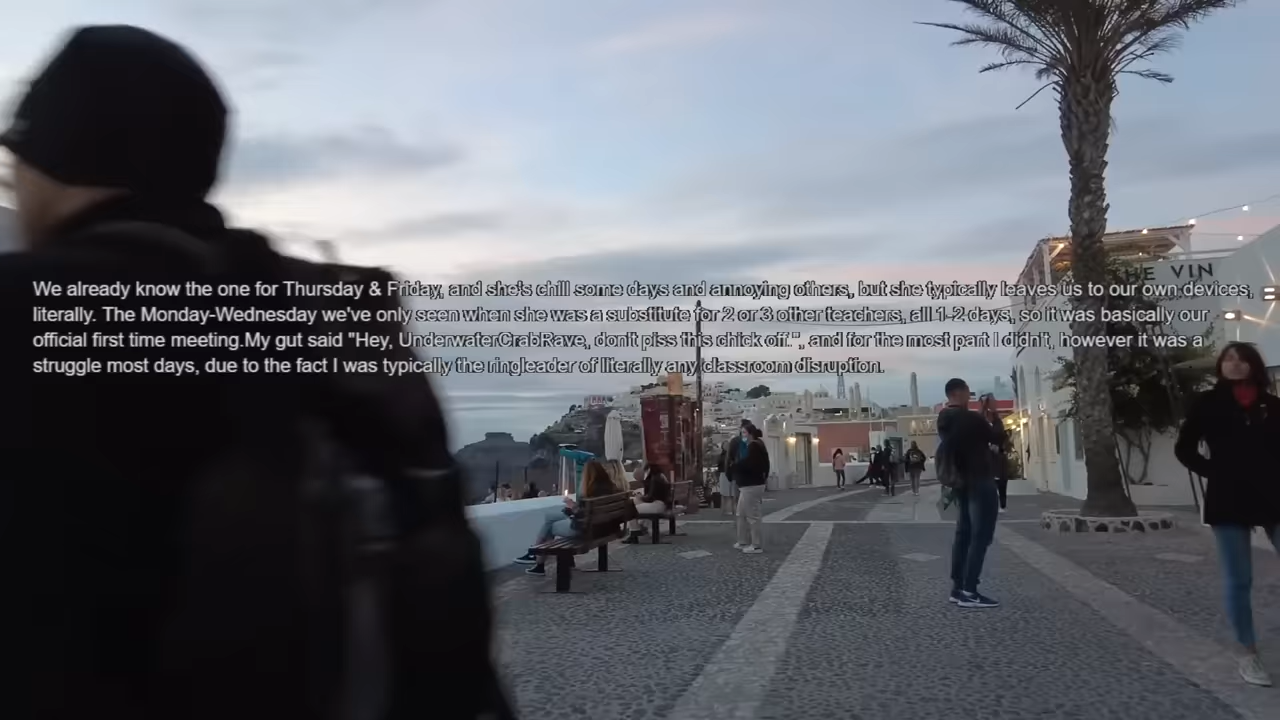 THE VIN
We already know the one for Thursday & Friday, and she's chill some days and annoying others, but she typically leaves us to our own devices,
literally. The Monday-Wednesday we've only seen when she was a substitute for 2 or 3 other teachers, all 1-2 days, so it was basically our
official first time meeting.My gut said "Hey, UnderwaterCrabRave, don't piss this chick off.", and for the most part I didn't, however it was a
struggle most days, due to the fact I was typically the ringleader of literally any classroom disruption.